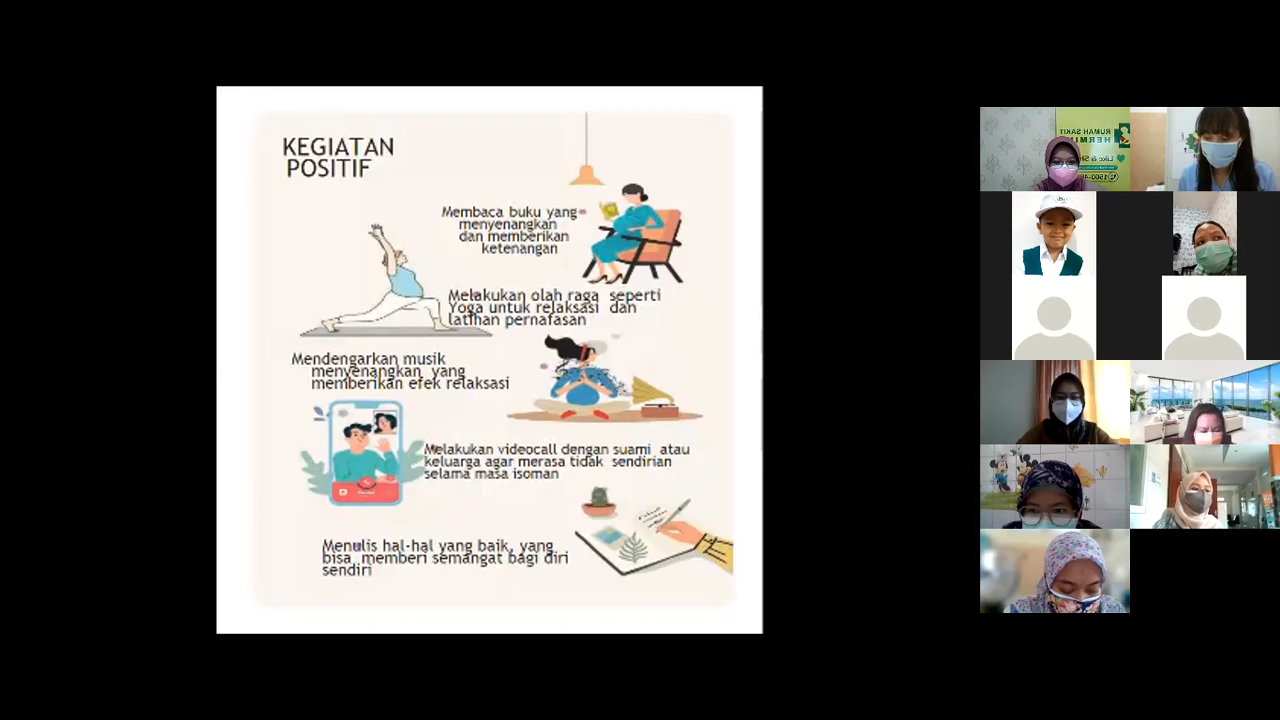 KEGIATAN
POSITIF
Membaca buku yang
menyenangkan
dan memberikan
ketenangan
Melakukan olah raga seperti
Yoga untuk relaksasi dan
latihan pernafasan
Mendengarkan musik
menyenangkan yang
memberikan efek relaksasi
Melakukan videocall dengan suami atau
keluarga agar merasa tidak sendirian
selama masa isoman
Menulis hal-hal yang baik, yang
bisa memberi semangat bagi diri
sendiri
RUMAH SAKIT